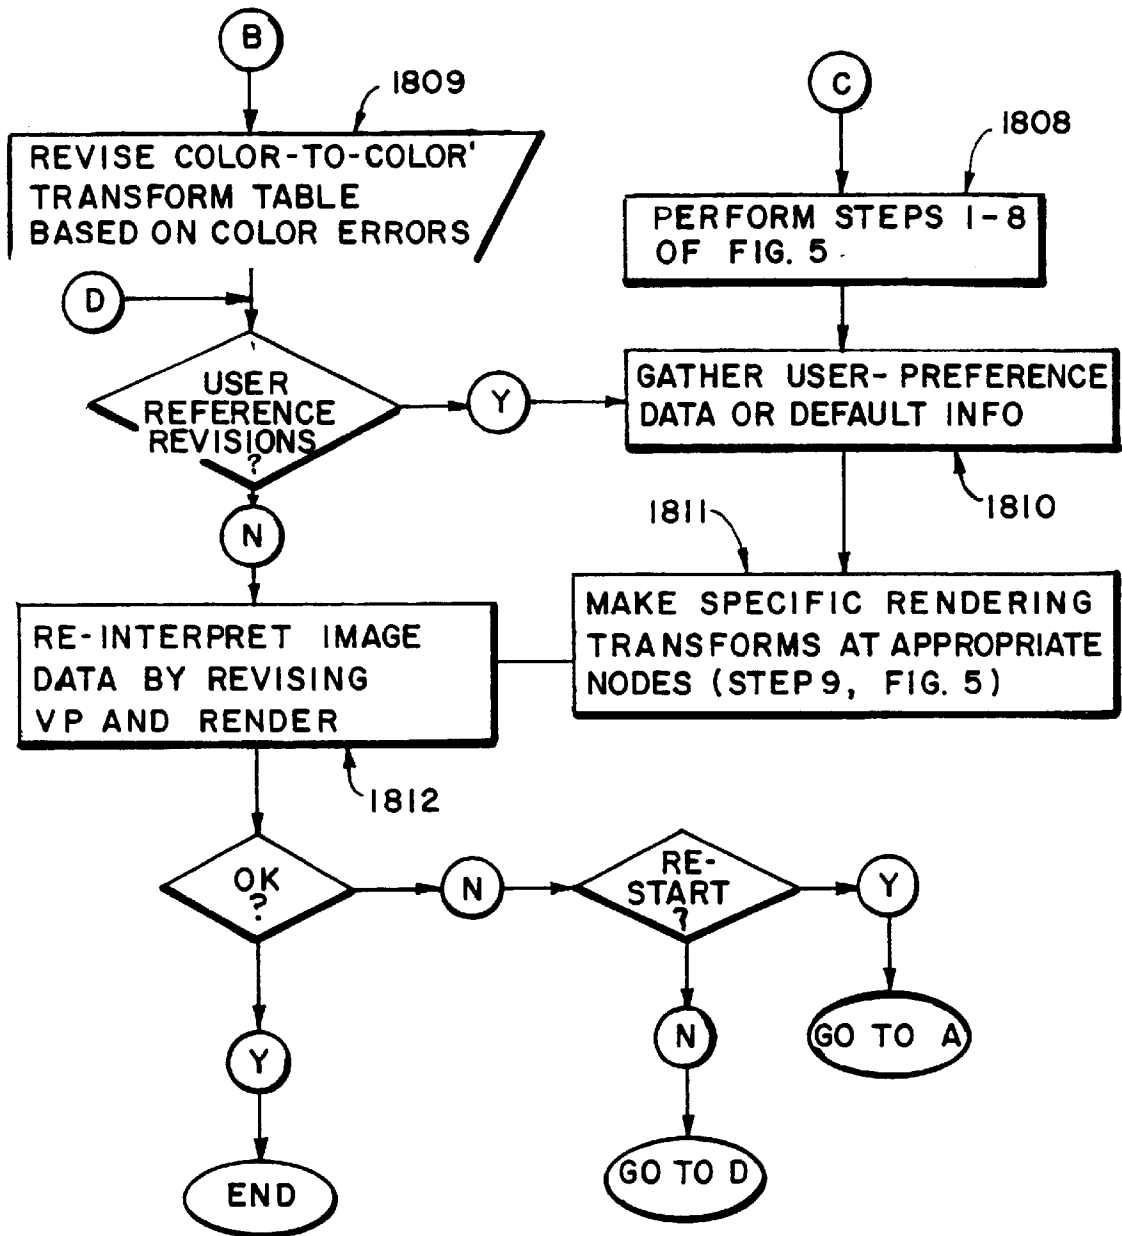 B
1809
REVISE COLOR-TO-COLOR'
TRANSFORM TABLE
BASED ON COLOR ERRORS
D
USER
REFERENCE
REVISIONS
?
Y
N
C
1808
PERFORM STEPS 1-8
OF FIG. 5
GATHER USER-PREFERENCE
DATA OR DEFAULT INFO
1810
1811
MAKE SPECIFIC RENDERING
TRANSFORMS AT APPROPRIATE
NODES (STEP 9, FIG. 5)
RE-INTERPRET IMAGE
DATA BY REVISING
VP AND RENDER
1812
OK
?
N
RE-
START
?
Y
GO TO A
N
GO TO D
Y
END